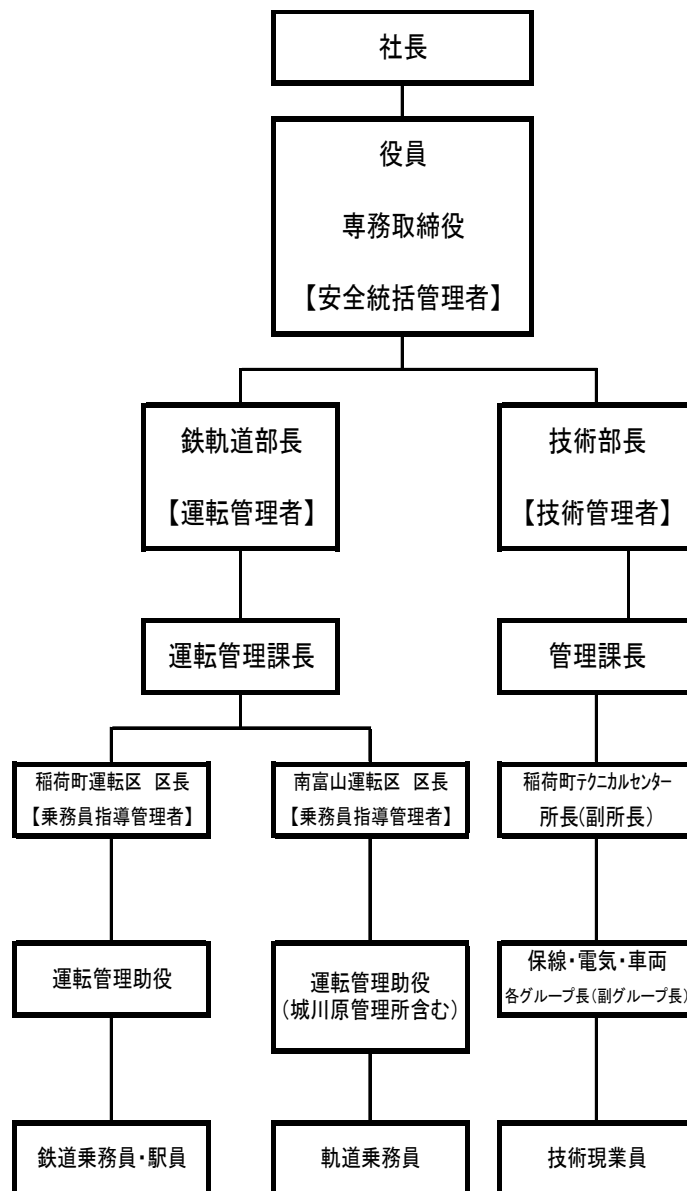 社長
役員
専務取締役
【安全統括管理者】
鉄軌道部長
【運転管理者】
技術部長
【技術管理者】
運転管理課長
管理課長
稲荷町運転区 区長
【乗務員指導管理者】
南富山運転区 区長
【乗務員指導管理者】
稲荷町ﾃｸﾆｶﾙｾﾝﾀｰ
所長(副所長)
運転管理助役
運転管理助役
(城川原管理所含む)
保線・電気・車両
各グループ長(副グループ長)
鉄道乗務員・駅員
軌道乗務員
技術現業員